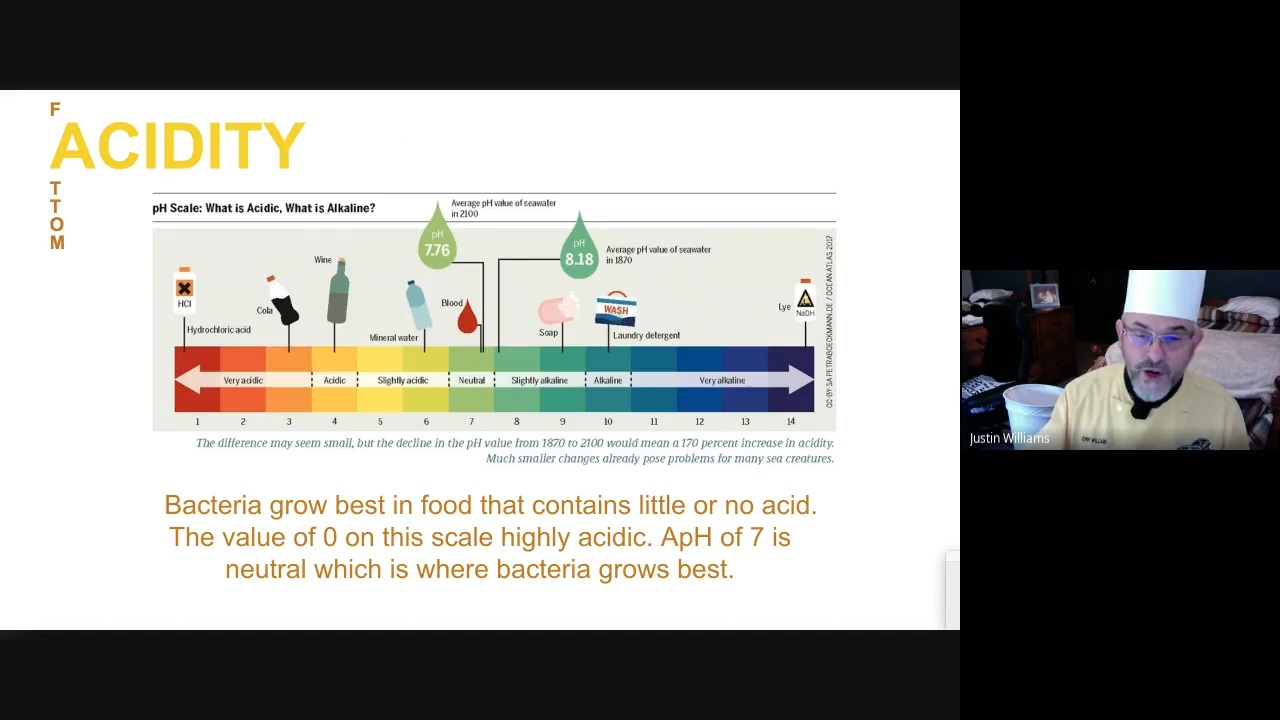 F
ACIDITY
T
T
O
M
pH Scale: What is Acidic, What is Alkaline?
Average pH value of seawater
in 2100
pH
7.76
pH
8.18
Average pH value of seawater
in 1870
HCl
Hydrochloric acid
Cola
Wine
Mineral water
Blood
Soap
WASH
Laundry detergent
Lye
NaOH
Very acidic
Acidic
Slightly acidic
Neutral
Slightly alkaline
Alkaline
Very alkaline
1 2 3 4 5 6 7 8 9 10 11 12 13 14
CC-BY-SA PETRABOECKMANN.DE / OCEAN ATLAS 2017
The difference may seem small, but the decline in the pH value from 1870 to 2100 would mean a 170 percent increase in acidity.
Much smaller changes already pose problems for many sea creatures.
Bacteria grow best in food that contains little or no acid.
The value of 0 on this scale highly acidic. ApH of 7 is
neutral which is where bacteria grows best.
Justin Williams